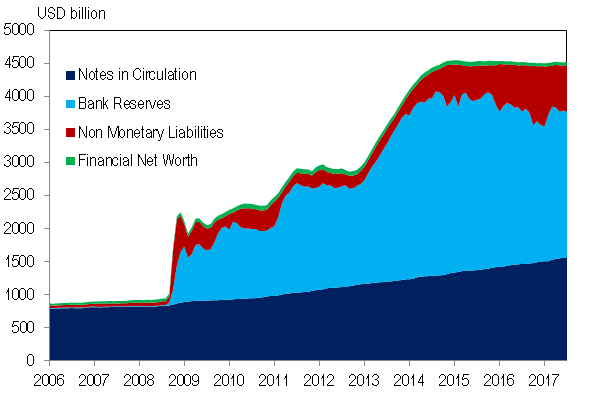 USD billion
5000
4500
4000
3500
3000
2500
2000
1500
1000
500
0
Notes in Circulation
Bank Reserves
Non Monetary Liabilities
Financial Net Worth
2006 2007 2008 2009 2010 2011 2012 2013 2014 2015 2016 2017